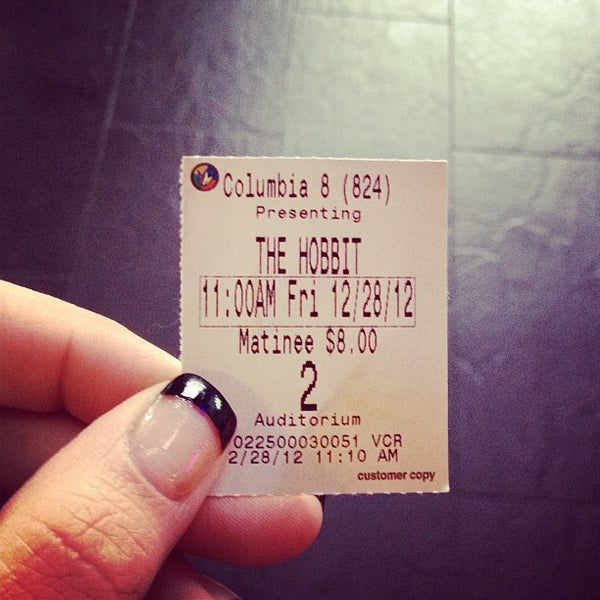 Columbia 8 (824)
Presenting
THE HOBBIT
11:00AM Fri 12/28/12
Matinee $8.00
2
Auditorium
022500030051 VCR
2/28/12 11:10 AM
customer copy